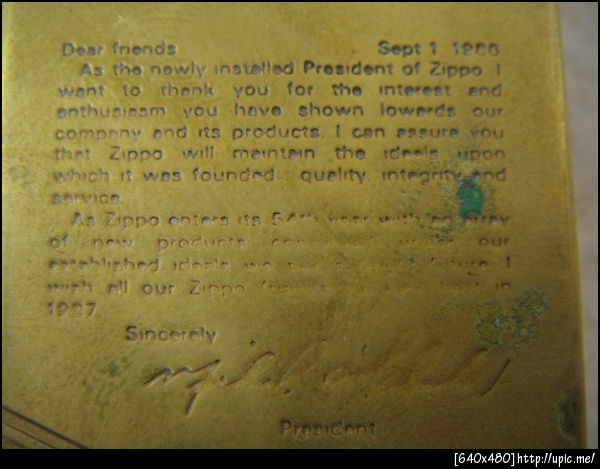 Dear friends Sept 1, 1986
As the newly installed President of Zippo, I
want to thank you for the interest and
enthusiasm you have shown towards our
company and its products. I can assure you
that Zippo will maintain the ideals upon
which it was founded: quality, integrity and
service.
As Zippo enters its 54th year with an array
of new products our
established ideals we I
wish all our Zippo in
1987.
Sincerely
President
[640x480] http://upic.me/